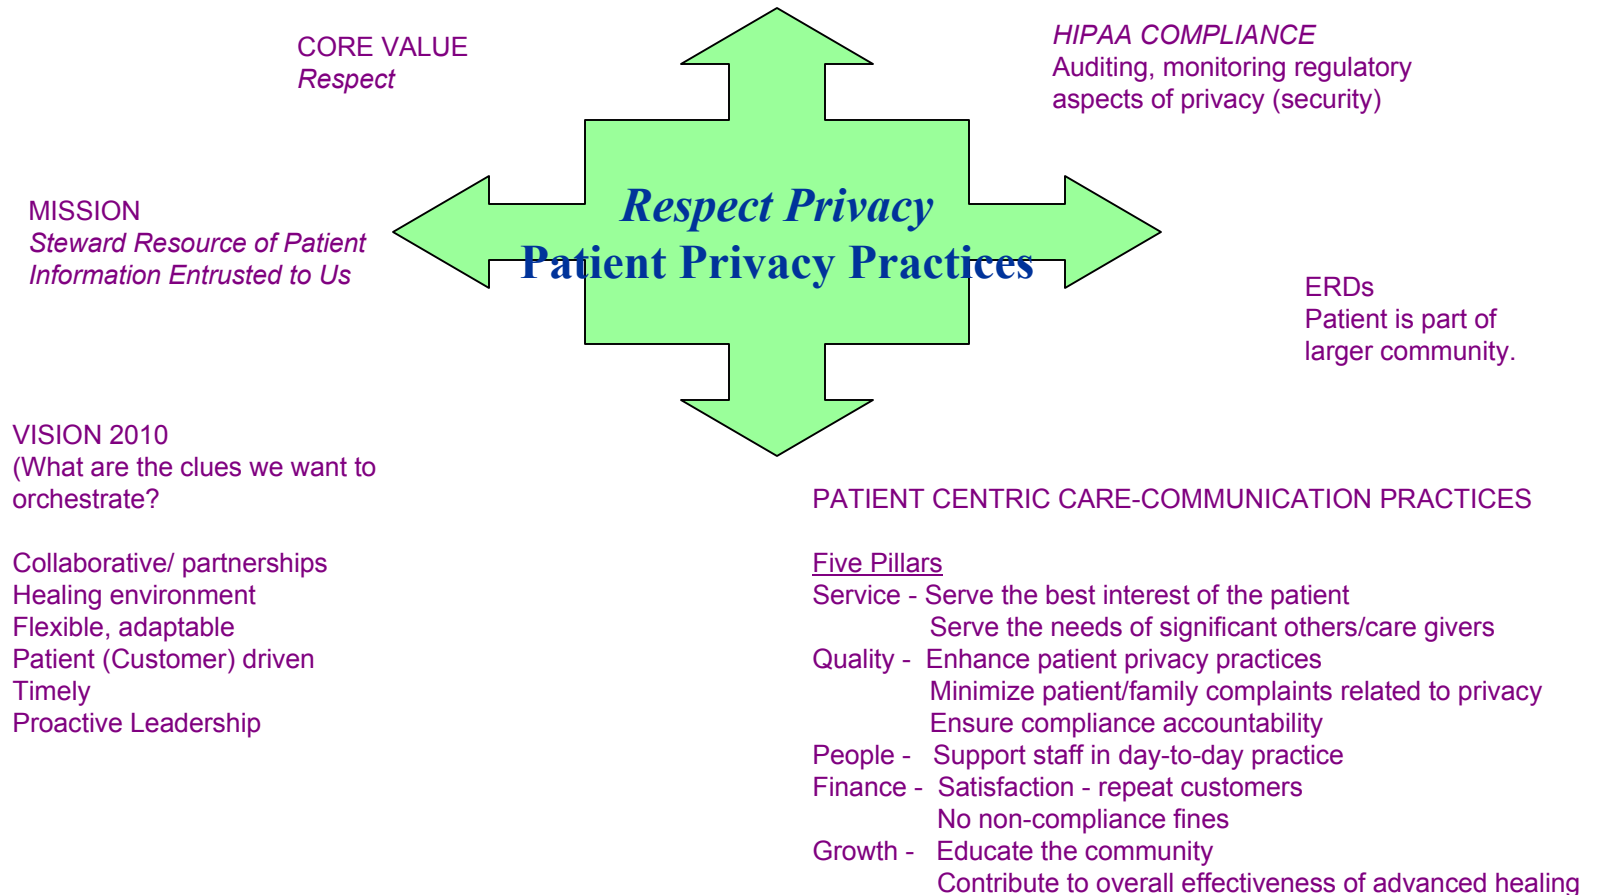 CORE VALUE
Respect
HIPAA COMPLIANCE
Auditing, monitoring regulatory
aspects of privacy (security)
MISSION
Steward Resource of Patient
Information Entrusted to Us
Respect Privacy
Patient Privacy Practices
ERDs
Patient is part of
larger community.
VISION 2010
(What are the clues we want to
orchestrate?
Collaborative/ partnerships
Healing environment
Flexible, adaptable
Patient (Customer) driven
Timely
Proactive Leadership
PATIENT CENTRIC CARE-COMMUNICATION PRACTICES
Five Pillars
Service - Serve the best interest of the patient
Serve the needs of significant others/care givers
Quality - Enhance patient privacy practices
Minimize patient/family complaints related to privacy
Ensure compliance accountability
People - Support staff in day-to-day practice
Finance - Satisfaction - repeat customers
No non-compliance fines
Growth - Educate the community
Contribute to overall effectiveness of advanced healing